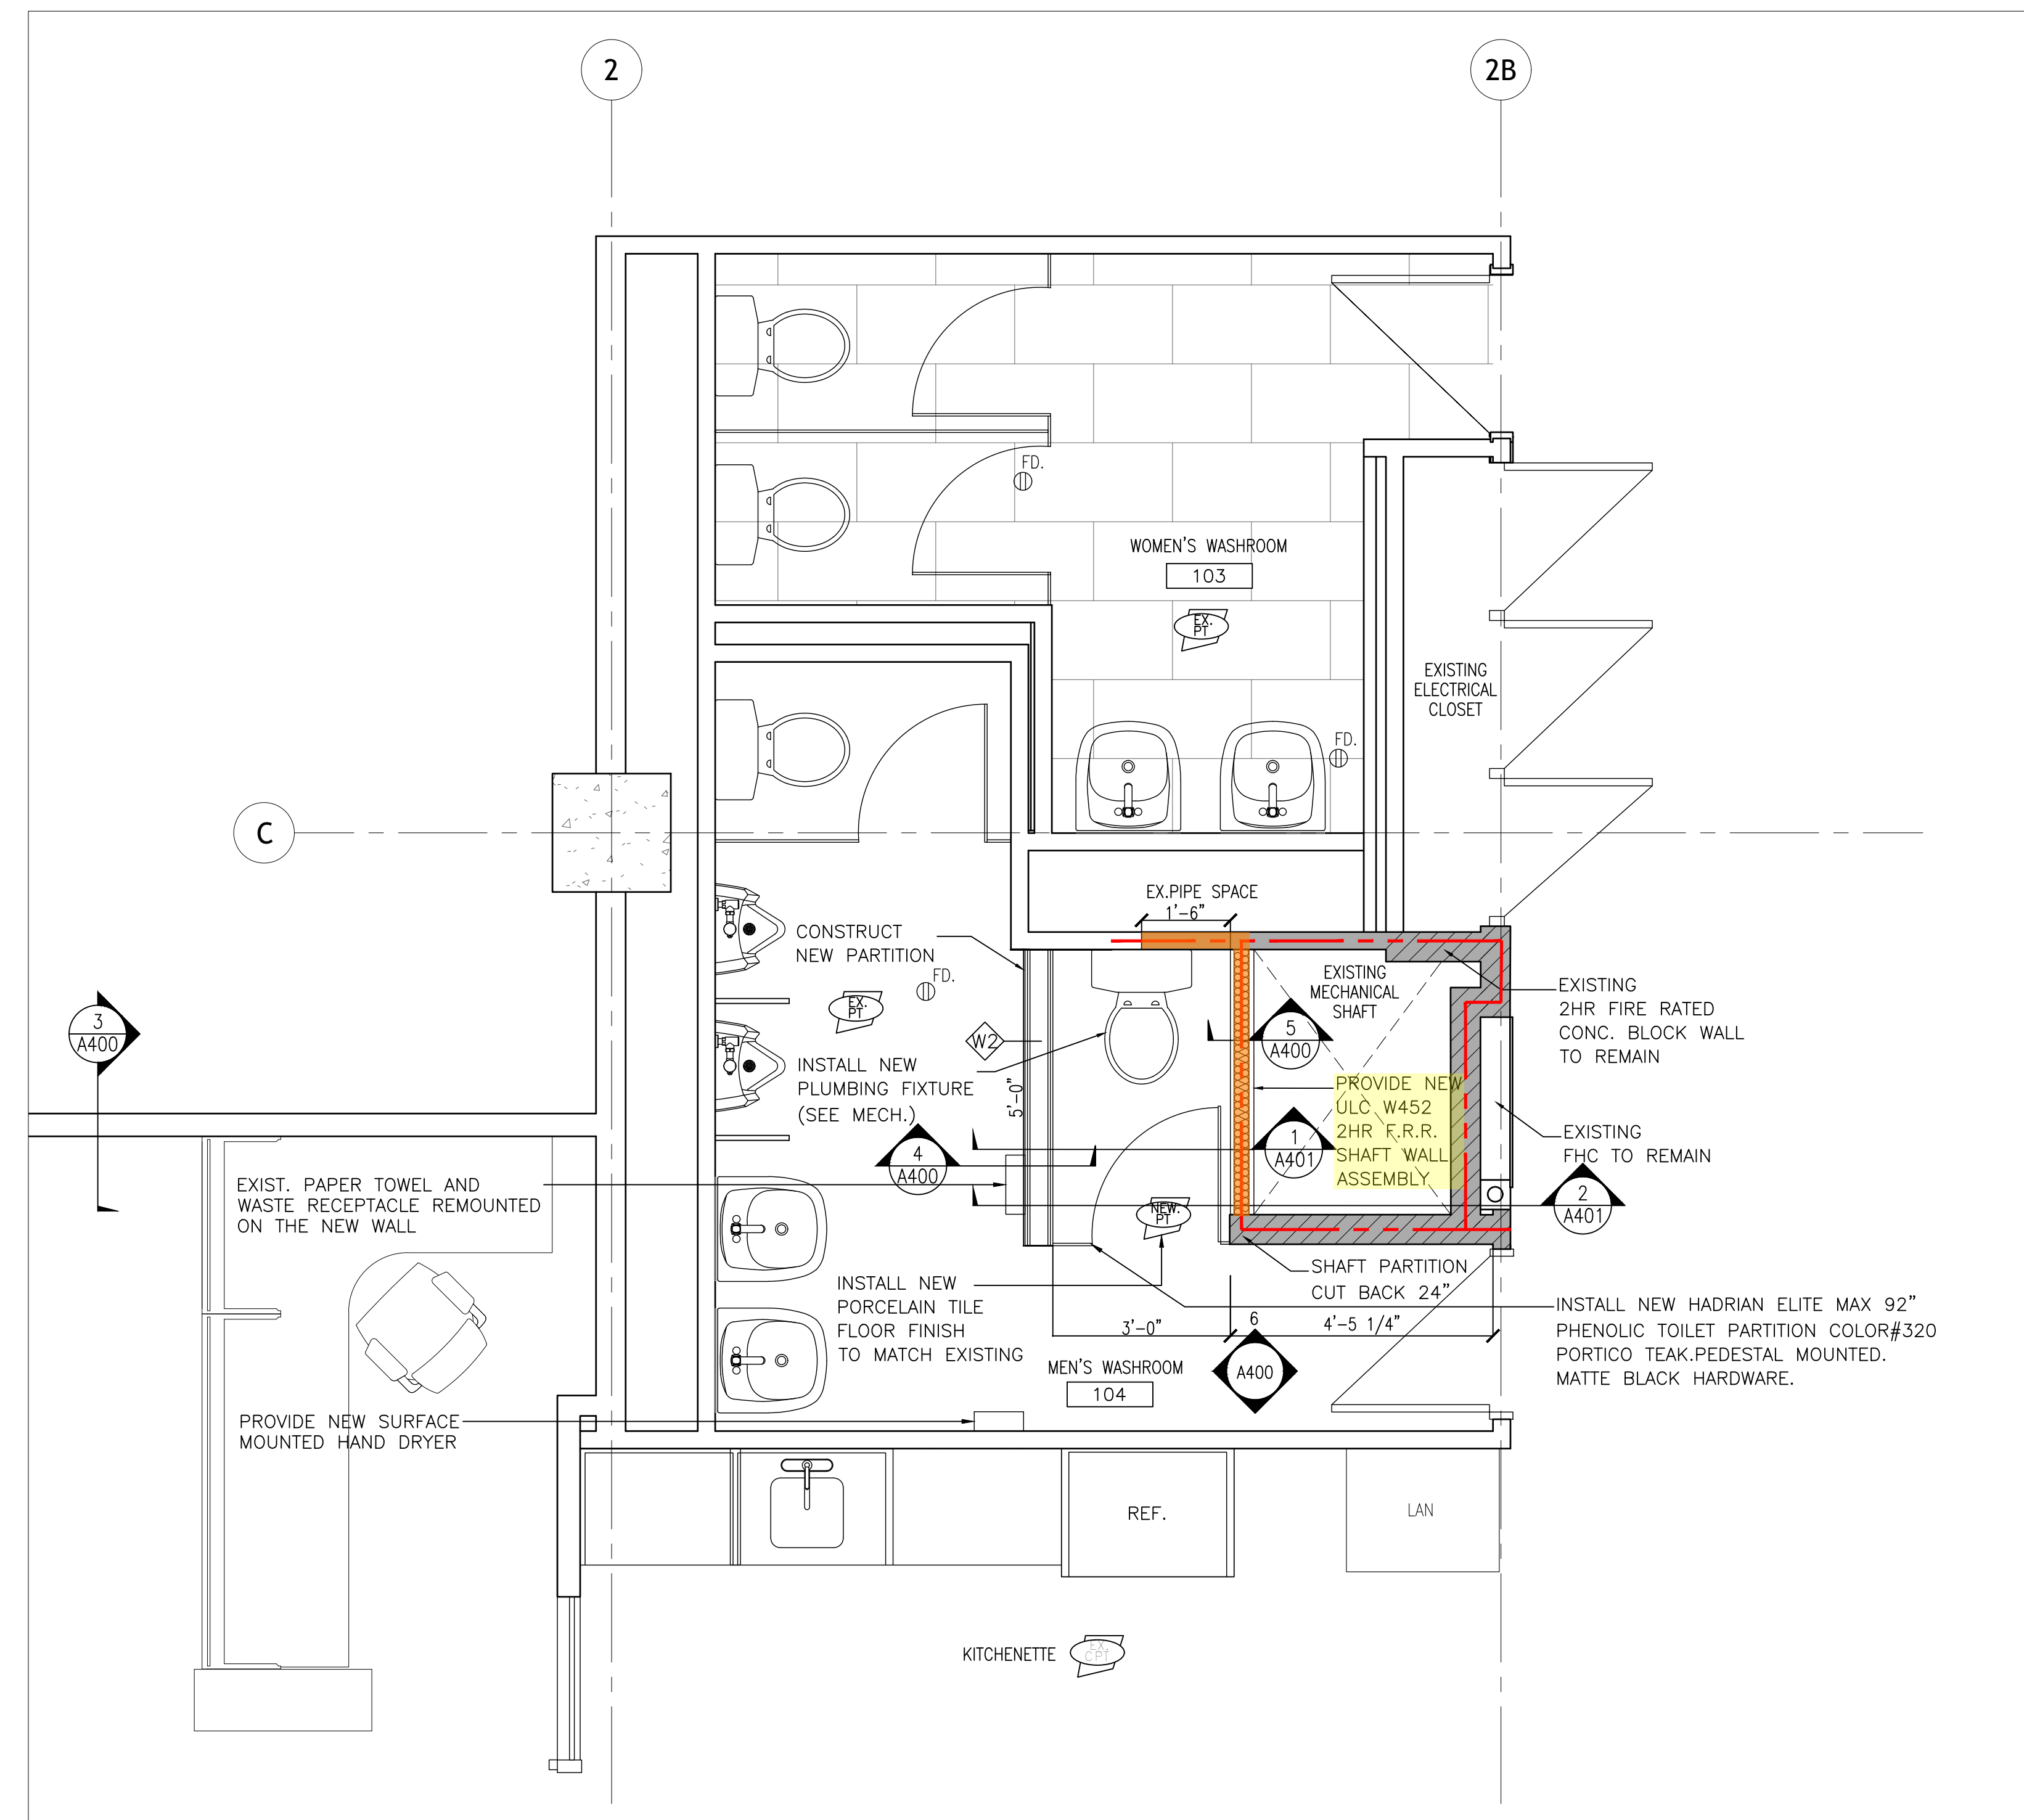 2
2B
FD.
WOMEN'S WASHROOM
103
EX.
PT
EXISTING
ELECTRICAL
CLOSET
FD.
C
EX.PIPE SPACE
1'-6"
CONSTRUCT
NEW PARTITION
FD.
EX.
PT
EXISTING
MECHANICAL
SHAFT
EXISTING
2HR FIRE RATED
CONC. BLOCK WALL
TO REMAIN
3
A400
W2
5
A400
INSTALL NEW
PLUMBING FIXTURE
(SEE MECH.)
5'-0"
PROVIDE NEW
ULC W452
2HR F.R.R.
SHAFT WALL
ASSEMBLY
4
A400
1
A401
EXISTING
FHC TO REMAIN
2
A401
EXIST. PAPER TOWEL AND
WASTE RECEPTACLE REMOUNTED
ON THE NEW WALL
NEW.
PT
SHAFT PARTITION
CUT BACK 24"
INSTALL NEW
PORCELAIN TILE
FLOOR FINISH
TO MATCH EXISTING
3'-0"
4'-5 1/4"
6
A400
INSTALL NEW HADRIAN ELITE MAX 92"
PHENOLIC TOILET PARTITION COLOR#320
PORTICO TEAK.PEDESTAL MOUNTED.
MATTE BLACK HARDWARE.
MEN'S WASHROOM
104
PROVIDE NEW SURFACE
MOUNTED HAND DRYER
REF.
LAN
KITCHENETTE
EX.
CPT